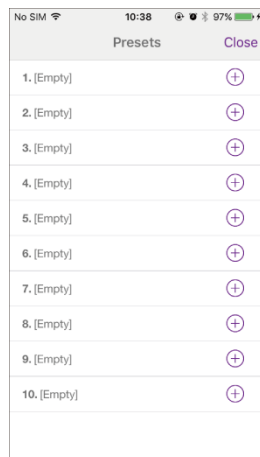 No SIM 10:38 97%
Presets Close
1. [Empty]
2. [Empty]
3. [Empty]
4. [Empty]
5. [Empty]
6. [Empty]
7. [Empty]
8. [Empty]
9. [Empty]
10. [Empty]